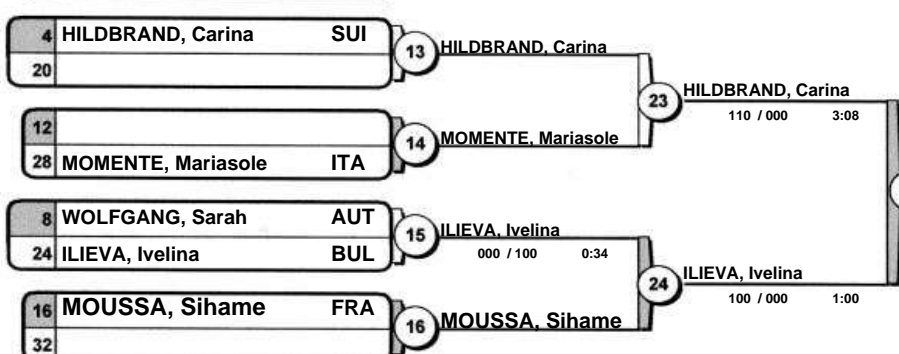 4 HILDBRAND, Carina SUI
20
13 HILDBRAND, Carina
12
28 MOMENTE, Mariasole ITA
14 MOMENTE, Mariasole
23 HILDBRAND, Carina
110 / 000 3:08
8 WOLFGANG, Sarah AUT
24 ILIEVA, Ivelina BUL
15 ILIEVA, Ivelina
000 / 100 0:34
16 MOUSSA, Sihame FRA
32
16 MOUSSA, Sihame
24 ILIEVA, Ivelina
100 / 000 1:00